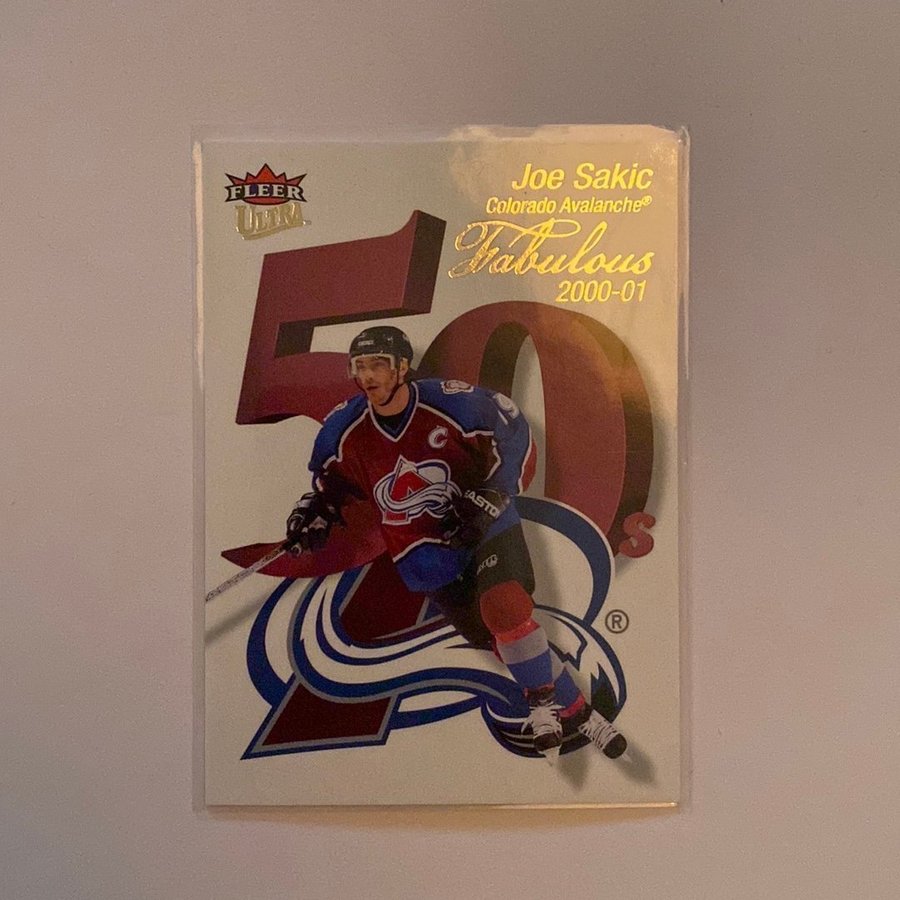 FLEER
ULTRA
Joe Sakic
Colorado Avalanche®
Fabulous
2000-01
50s
C
EASTON
®